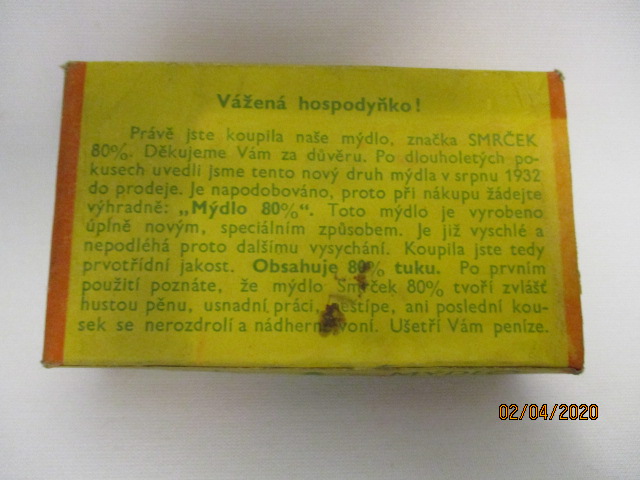 Vážená hospodyňko!
Právě jste koupila naše mýdlo, značka SMRČEK
80%. Děkujeme Vám za důvěru. Po dlouholetých po-
kusech uvedli jsme tento nový druh mýdla v srpnu 1932
do prodeje. Je napodobováno, proto při nákupu žádejte
výhradně: „Mýdlo 80%“. Toto mýdlo je vyrobeno
úplně novým, speciálním způsobem. Je již vyschlé a
nepodléhá proto dalšímu vysychání. Koupila jste tedy
prvotřídní jakost. Obsahuje 80% tuku. Po prvním
použití poznáte, že mýdlo Smrček 80% tvoří zvlášť
hustou pěnu, usnadní práci, neštípe, ani poslední kou-
sek se nerozdrolí a nádherně voní. Ušetří Vám peníze.
02/04/2020